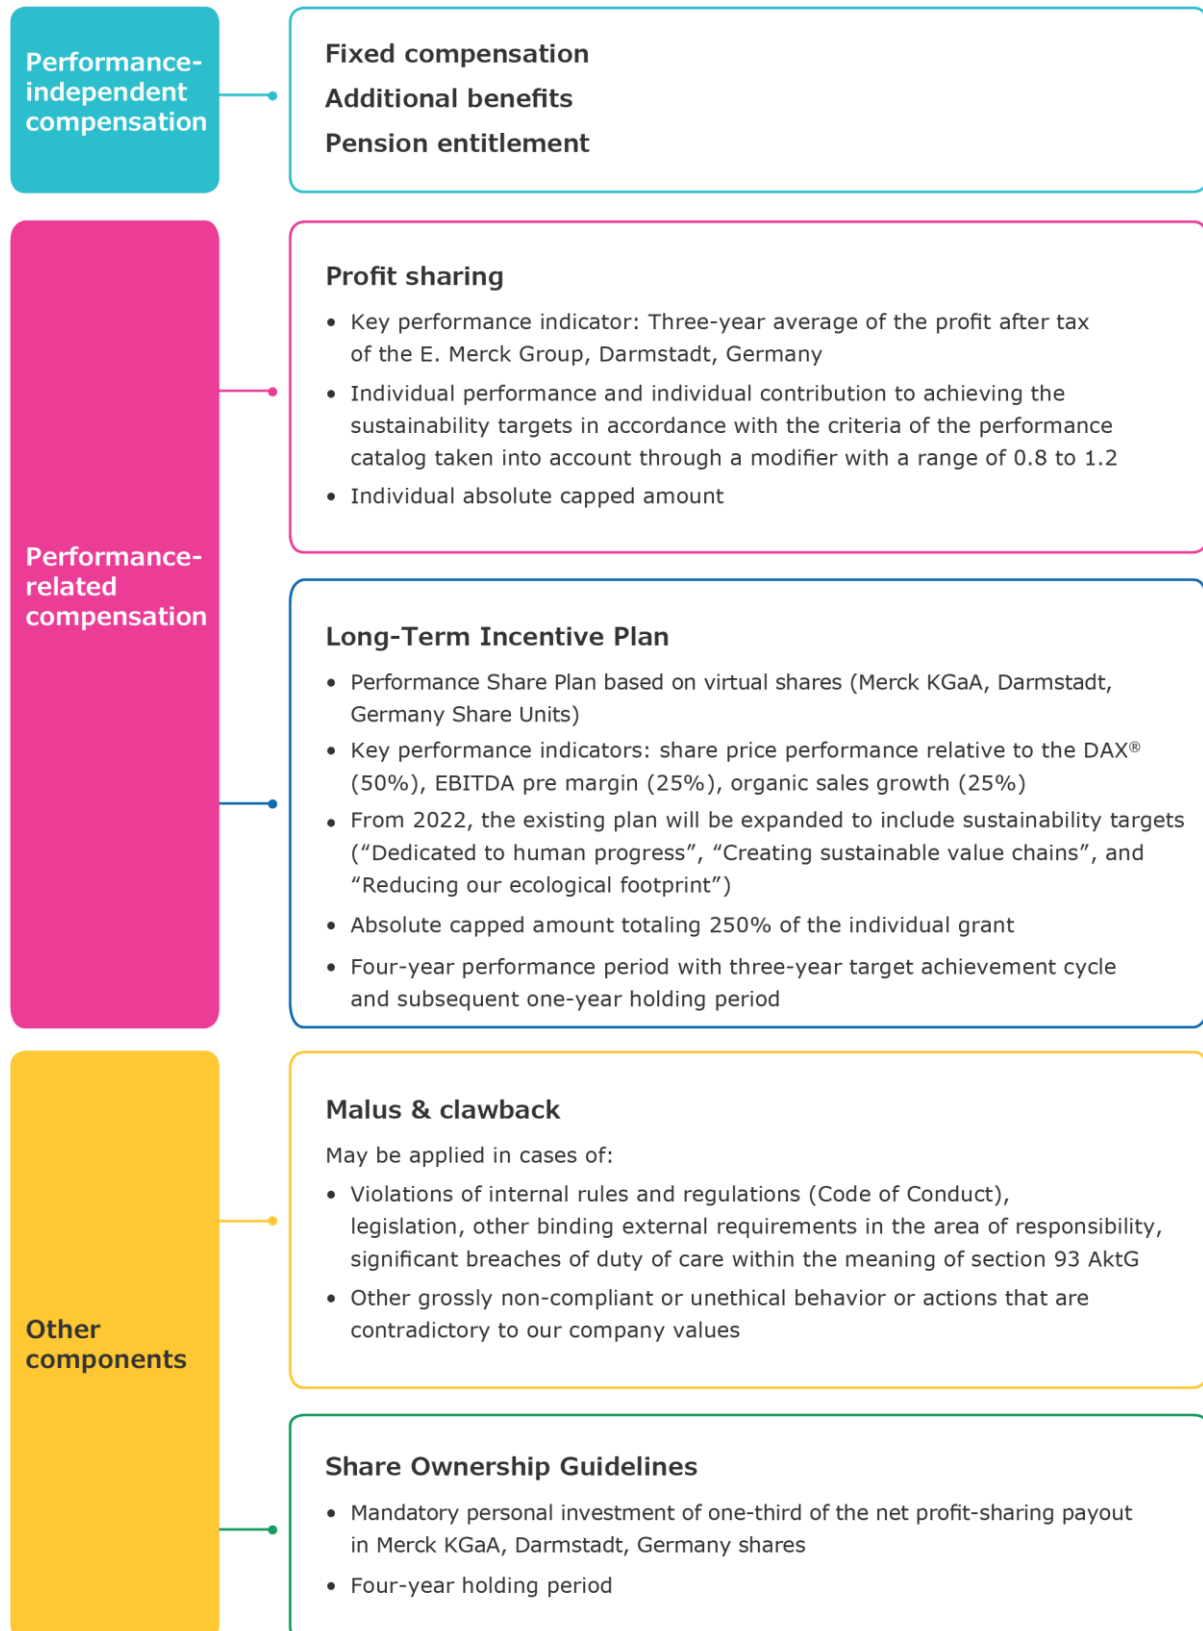 Performance-
independent
compensation
Fixed compensation
Additional benefits
Pension entitlement
Performance-
related
compensation
Profit sharing
• Key performance indicator: Three-year average of the profit after tax
of the E. Merck Group, Darmstadt, Germany
• Individual performance and individual contribution to achieving the
sustainability targets in accordance with the criteria of the performance
catalog taken into account through a modifier with a range of 0.8 to 1.2
• Individual absolute capped amount
Long-Term Incentive Plan
• Performance Share Plan based on virtual shares (Merck KGaA, Darmstadt,
Germany Share Units)
• Key performance indicators: share price performance relative to the DAX®
(50%), EBITDA pre margin (25%), organic sales growth (25%)
• From 2022, the existing plan will be expanded to include sustainability targets
(“Dedicated to human progress”, “Creating sustainable value chains”, and
“Reducing our ecological footprint”)
• Absolute capped amount totaling 250% of the individual grant
• Four-year performance period with three-year target achievement cycle
and subsequent one-year holding period
Other
components
Malus & clawback
May be applied in cases of:
• Violations of internal rules and regulations (Code of Conduct),
legislation, other binding external requirements in the area of responsibility,
significant breaches of duty of care within the meaning of section 93 AktG
• Other grossly non-compliant or unethical behavior or actions that are
contradictory to our company values
Share Ownership Guidelines
• Mandatory personal investment of one-third of the net profit-sharing payout
in Merck KGaA, Darmstadt, Germany shares
• Four-year holding period